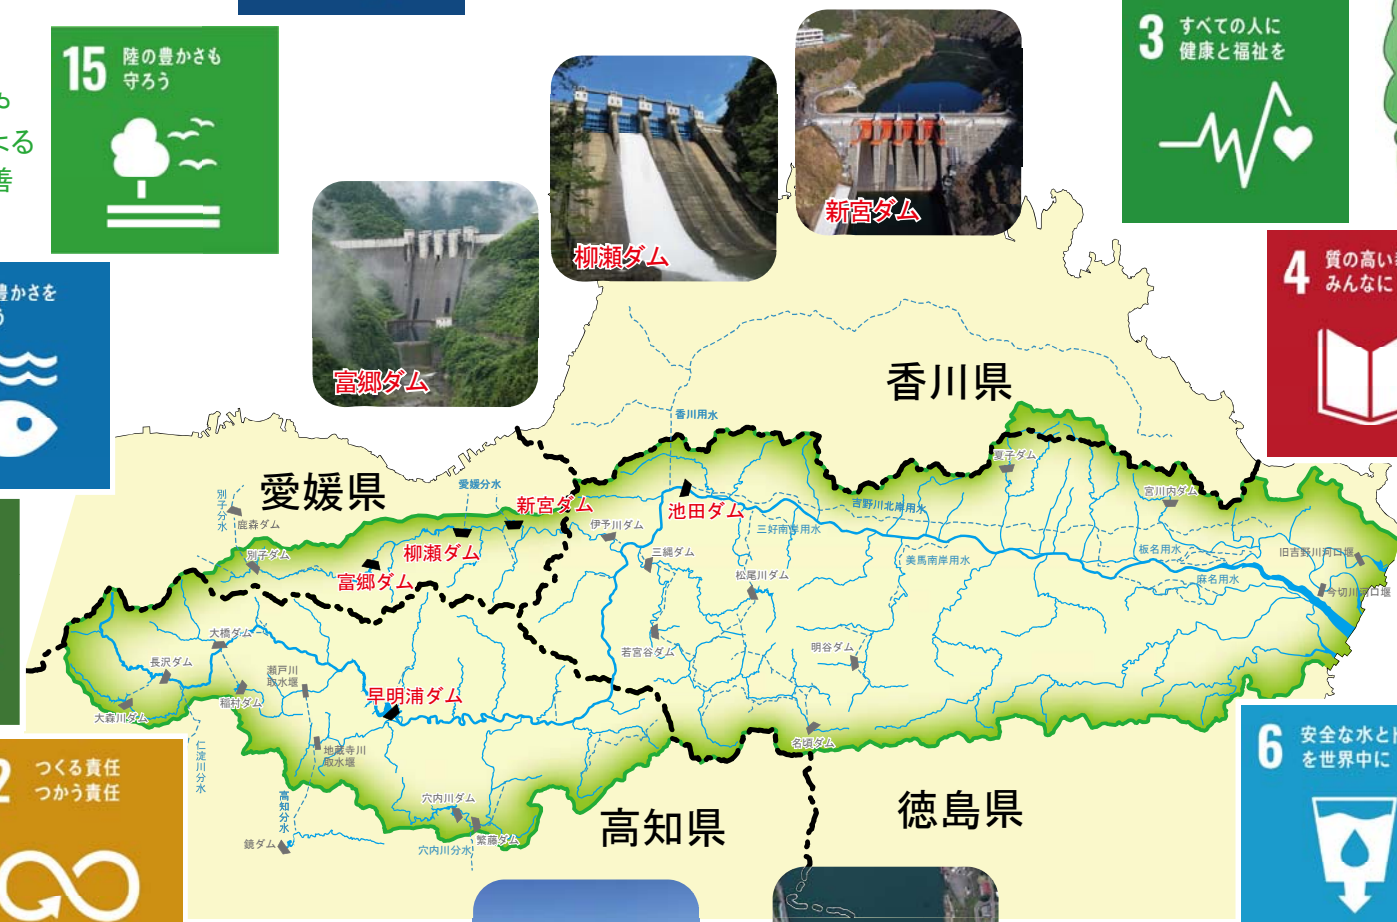 15
陸の豊かさも
守ろう
や
よる
善
豊かさを
う
2
つくる責任
つかう責任
3
すべての人に
健康と福祉を
4
質の高い
みんなに
6
安全な水と
を世界中に
富郷ダム
柳瀬ダム
新宮ダム
香川県
愛媛県
高知県
徳島県
香川用水
愛媛分水
別子分水
鹿森ダム
別子ダム
新宮ダム
柳瀬ダム
富郷ダム
池田ダム
伊予川ダム
三縄ダム
松尾川ダム
三好南岸用水
吉野川北岸用水
美馬南岸用水
夏子ダム
宮川内ダム
板名用水
麻名用水
旧吉野川河口堰
今切川河口堰
若宮谷ダム
明谷ダム
名頃ダム
大橋ダム
長沢ダム
大森川ダム
稲村ダム
瀬戸川
取水堰
早明浦ダム
地蔵寺川
取水堰
仁淀川分水
高知分水
鏡ダム
穴内川ダム
繁藤ダム
穴内川分水